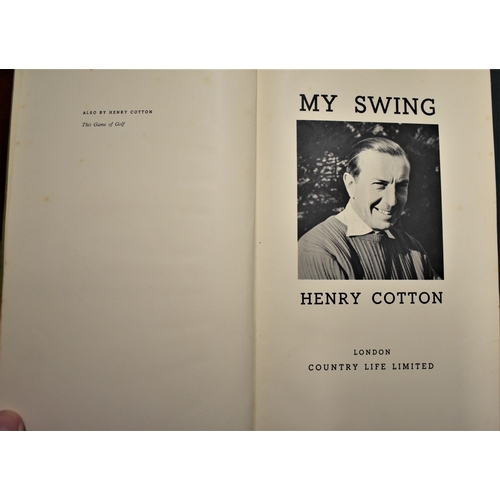 ALSO BY HENRY COTTON
This Game of Golf
MY SWING
HENRY COTTON
LONDON
COUNTRY LIFE LIMITED